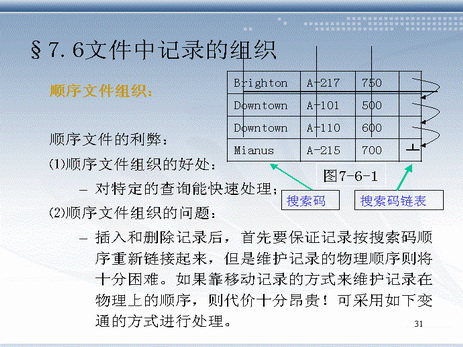 §7.6文件中记录的组织
顺序文件组织：
Brighton A-217 750
Downtown A-101 500
Downtown A-110 600
Mianus A-215 700
图7-6-1
搜索码 搜索码链表
顺序文件的利弊：
⑴顺序文件组织的好处：
– 对特定的查询能快速处理；
⑵顺序文件组织的问题：
– 插入和删除记录后，首先要保证记录按搜索码顺
序重新链接起来，但是维护记录的物理顺序则将
十分困难。如果靠移动记录的方式来维护记录在
物理上的顺序，则代价十分昂贵！可采用如下变
通的方式进行处理。
31